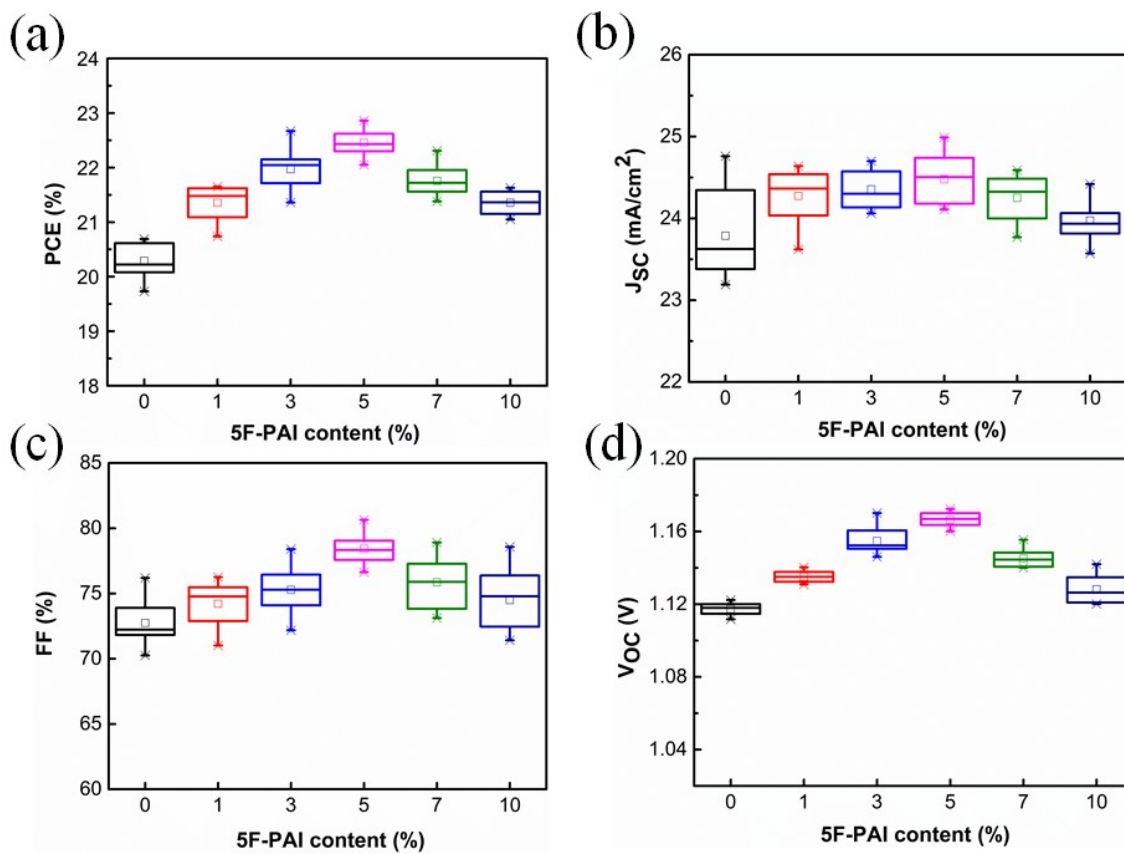 (a)
PCE (%)
24
23
22
21
20
19
18
0 1 3 5 7 10
5F-PAI content (%)
(b)
J_SC (mA/cm²)
26
25
24
23
22
0 1 3 5 7 10
5F-PAI content (%)
(c)
FF (%)
85
80
75
70
65
60
0 1 3 5 7 10
5F-PAI content (%)
(d)
V_OC (V)
1.20
1.16
1.12
1.08
1.04
0 1 3 5 7 10
5F-PAI content (%)